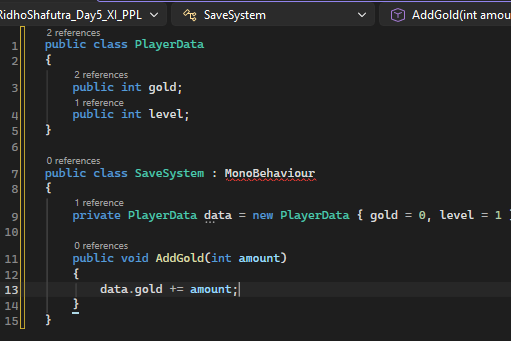 RidhoShafutra_Day5_XI_PPL SaveSystem AddGold(int amou
2 references
1 public class PlayerData
2 {
2 references
3 public int gold;
1 reference
4 public int level;
5 }
6
0 references
7 public class SaveSystem : MonoBehaviour
8 {
1 reference
9 private PlayerData data = new PlayerData { gold = 0, level = 1 }
10
0 references
11 public void AddGold(int amount)
12 {
13 data.gold += amount;
14 }
15 }